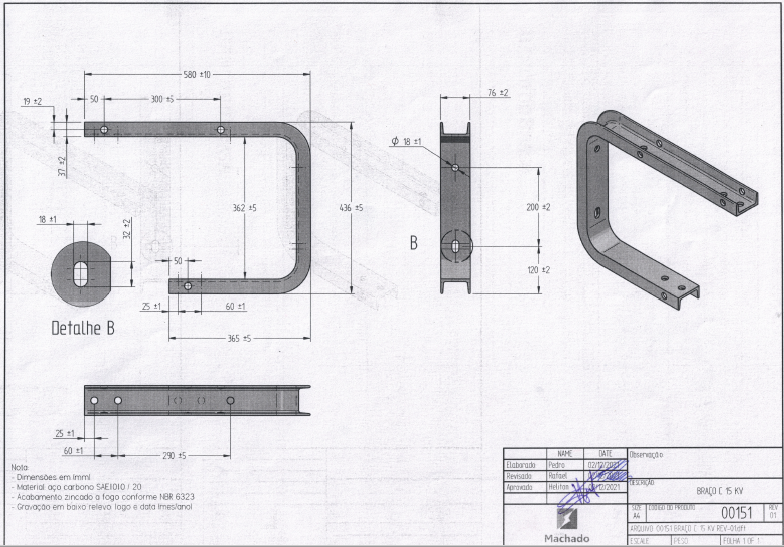 580 ±10
50
300 ±5
19 ±2
37 ±2
362 ±5
436 ±5
18 ±1
32 ±2
50
25 ±1
60 ±1
365 ±5
Detalhe B
76 ±2
Ø 18 ±1
200 ±2
B
120 ±2
25 ±1
60 ±1
290 ±5
Nota
- Dimensões em (mm)
- Material aço carbono SAE1010 / 20
- Acabamento zincado a fogo conforme NBR 6323
- Gravação em baixo relevo logo e data (mes/ano)
NAME DATE
Elaborado Pedro 02/12/2021
Revisado Rafael
Aprovado Heliton /12/2021
Observação
DESCRIÇÃO
BRAÇO C 15 KV
SIZE
A4
CODIGO DO PRODUTO
00151
REV
01
Machado
ARQUIVO: 00151 BRAÇO C 15 KV REV-01.dft
ESCALE PESO FOLHA 1 OF 1